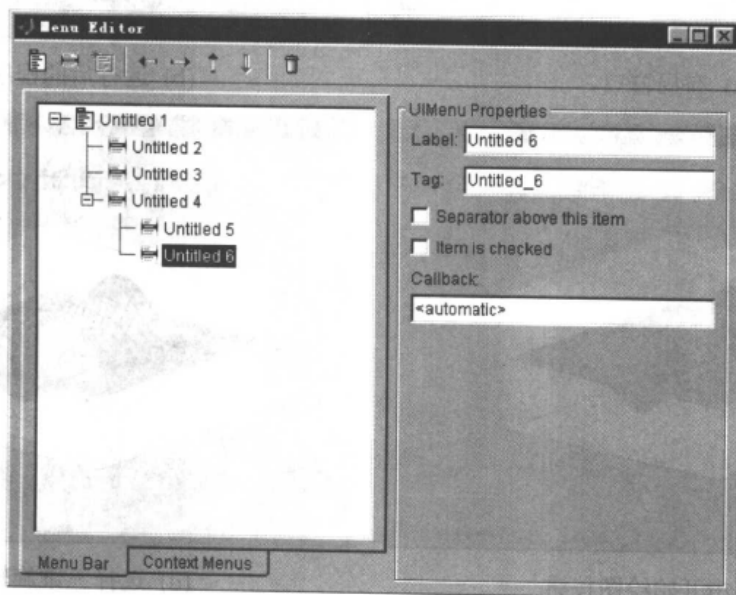 Menu Editor
Untitled 1
Untitled 2
Untitled 3
Untitled 4
Untitled 5
Untitled 6
UIMenu Properties
Label: Untitled 6
Tag: Untitled_6
Separator above this item
Item is checked
Callback:
<automatic>
Menu Bar Context Menus